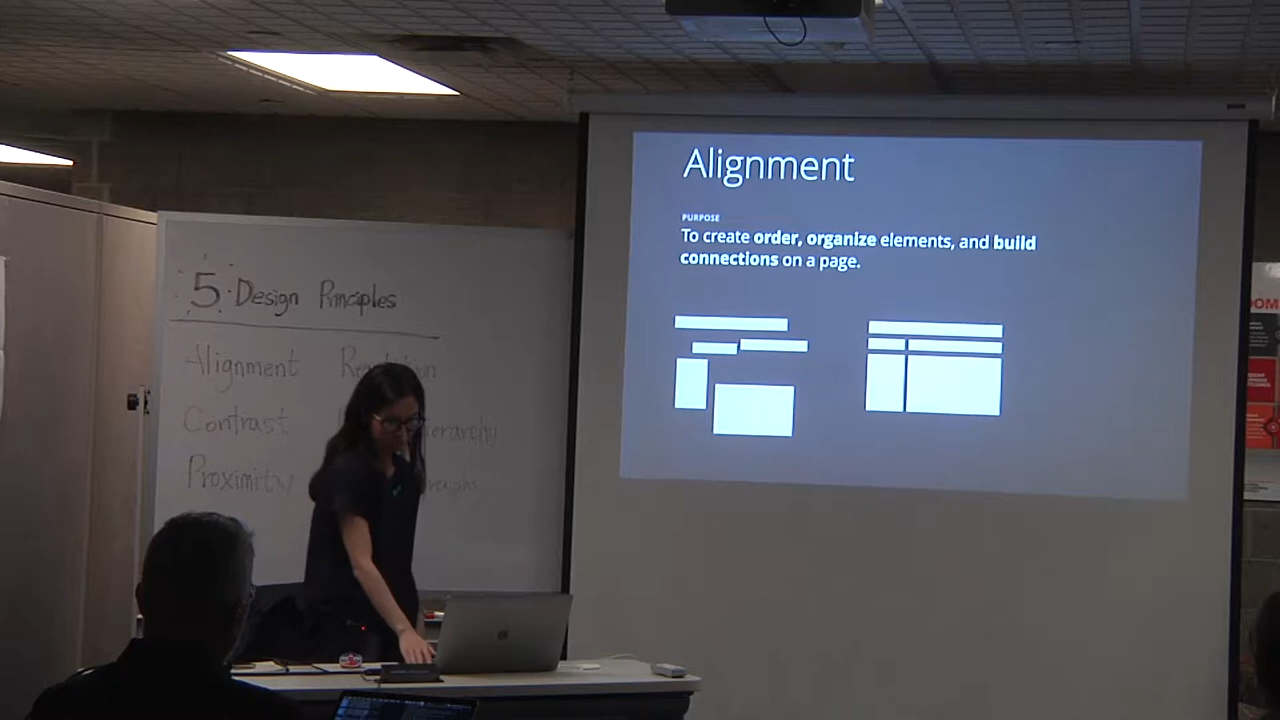 5 Design Principles
Alignment
Contrast
Proximity
Alignment
PURPOSE
To create order, organize elements, and build
connections on a page.